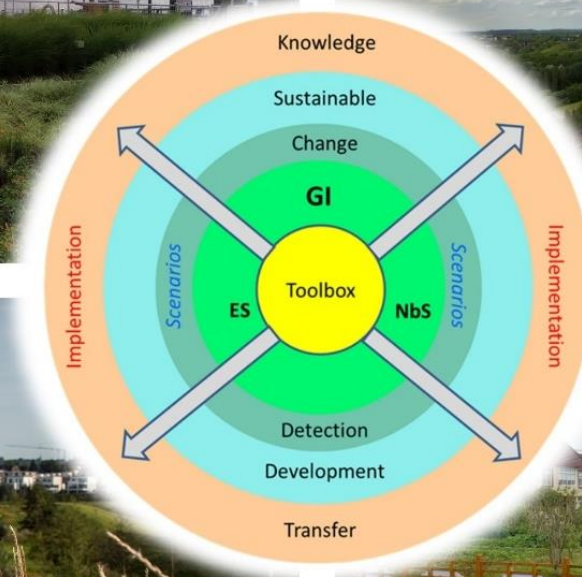 Knowledge
Sustainable
Change
GI
Implementation
Scenarios
Toolbox
Scenarios
Implementation
ES
NbS
Detection
Development
Transfer